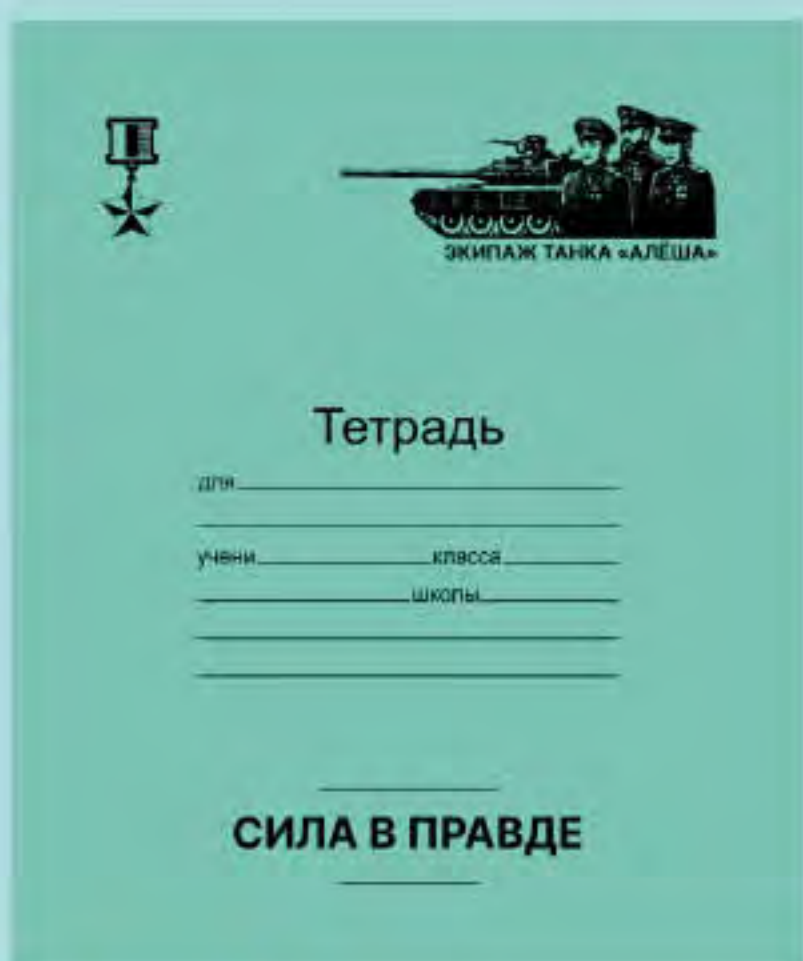 ЭКИПАЖ ТАНКА «АЛЁША»
Тетрадь
для
учени класса
школы
СИЛА В ПРАВДЕ